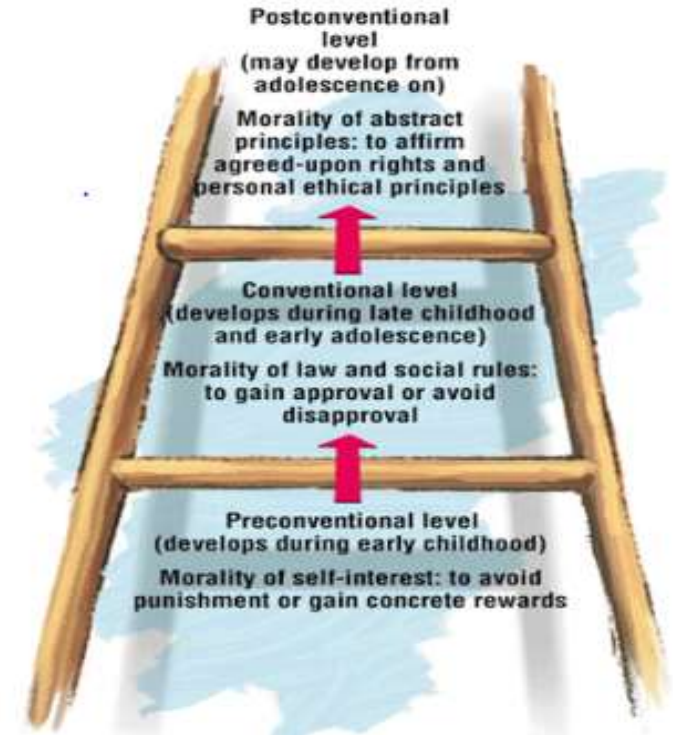 Postconventional
level
(may develop from
adolescence on)
Morality of abstract
principles: to affirm
agreed-upon rights and
personal ethical principles
Conventional level
(develops during late childhood
and early adolescence)
Morality of law and social rules:
to gain approval or avoid
disapproval
Preconventional level
(develops during early childhood)
Morality of self-interest: to avoid
punishment or gain concrete rewards